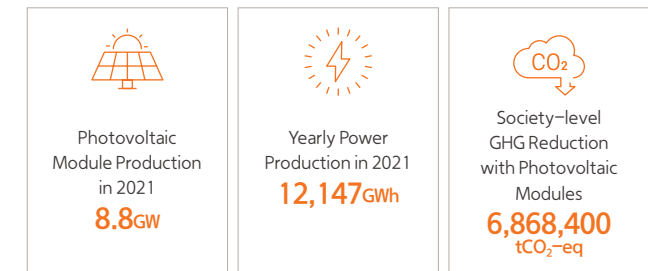 Photovoltaic
Module Production
in 2021
8.8GW
Yearly Power
Production in 2021
12,147GWh
CO₂
Society-level
GHG Reduction
with Photovoltaic
Modules
6,868,400
tCO₂-eq